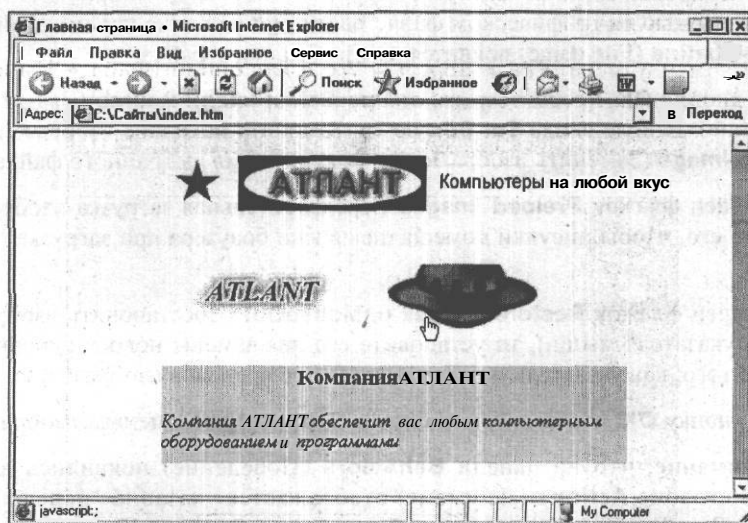 Главная страница • Microsoft Internet Explorer
Файл Правка Вид Избранное Сервис Справка
Назад Поиск Избранное
Адрес: C:\Сайты\index.htm в Переход
АТЛАНТ Компьютеры на любой вкус
ATLANT
КомпанияАТЛАНТ
Компания АТЛАНТ обеспечит вас любым компьютерным
оборудованием и программами
javascript:; My Computer